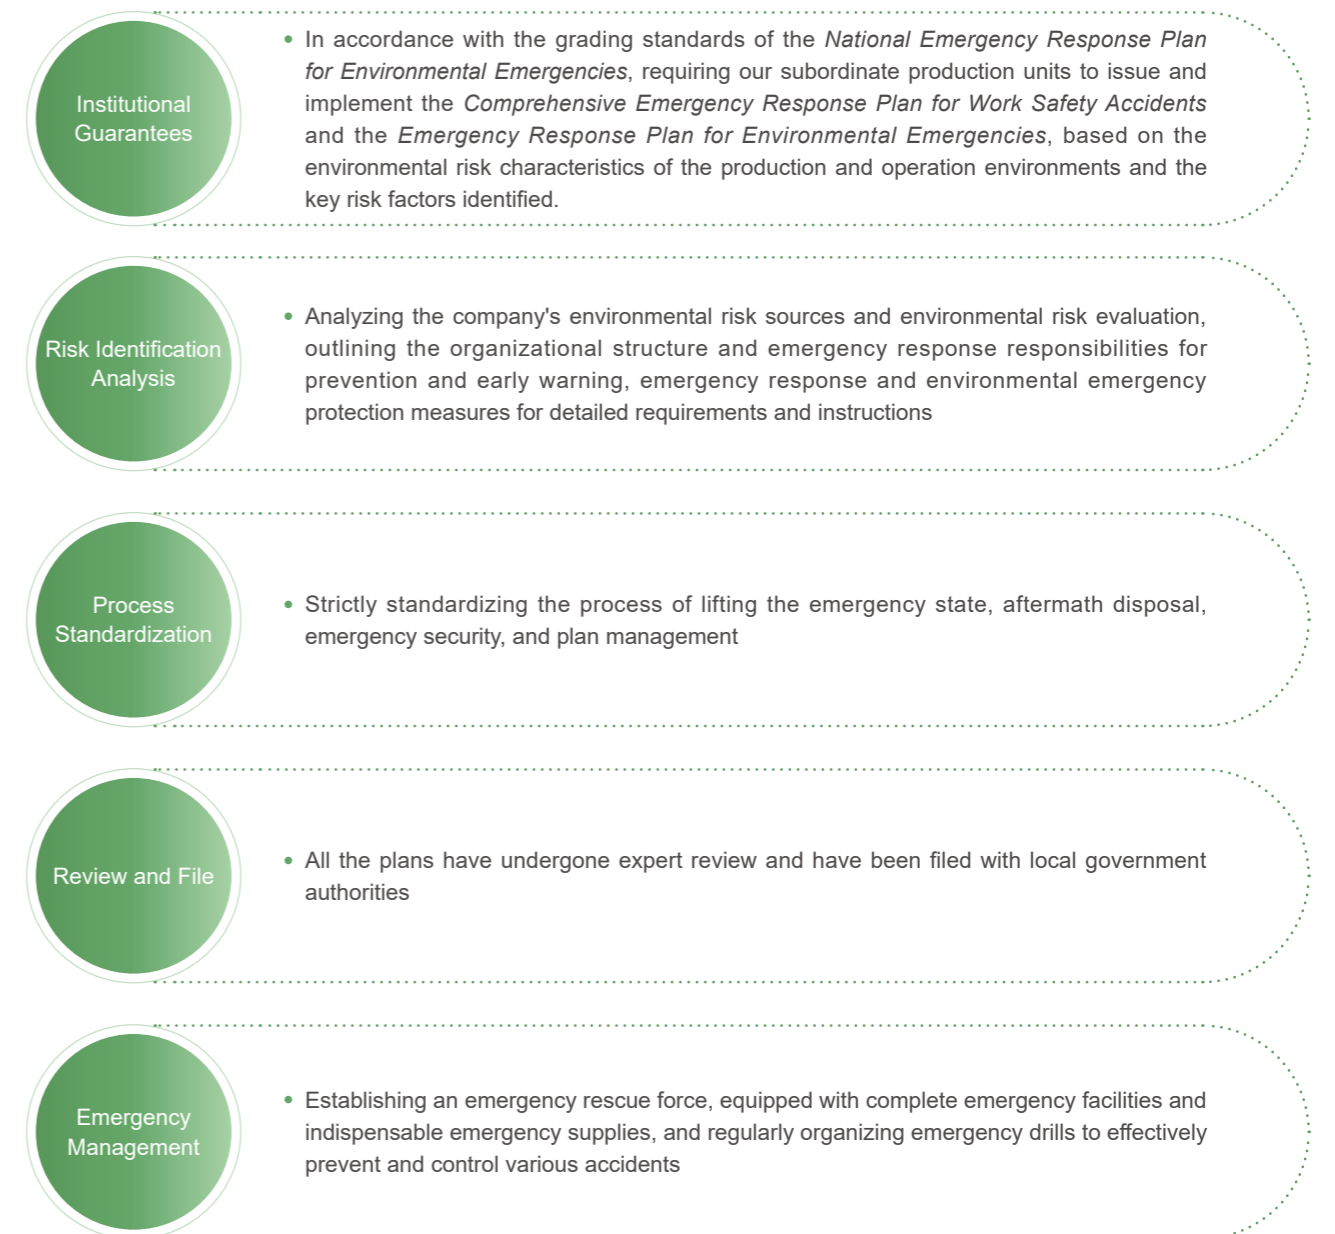 Institutional
Guarantees
• In accordance with the grading standards of the National Emergency Response Plan
for Environmental Emergencies, requiring our subordinate production units to issue and
implement the Comprehensive Emergency Response Plan for Work Safety Accidents
and the Emergency Response Plan for Environmental Emergencies, based on the
environmental risk characteristics of the production and operation environments and the
key risk factors identified.
Risk Identification
Analysis
• Analyzing the company's environmental risk sources and environmental risk evaluation,
outlining the organizational structure and emergency response responsibilities for
prevention and early warning, emergency response and environmental emergency
protection measures for detailed requirements and instructions
Process
Standardization
• Strictly standardizing the process of lifting the emergency state, aftermath disposal,
emergency security, and plan management
Review and File
• All the plans have undergone expert review and have been filed with local government
authorities
Emergency
Management
• Establishing an emergency rescue force, equipped with complete emergency facilities and
indispensable emergency supplies, and regularly organizing emergency drills to effectively
prevent and control various accidents